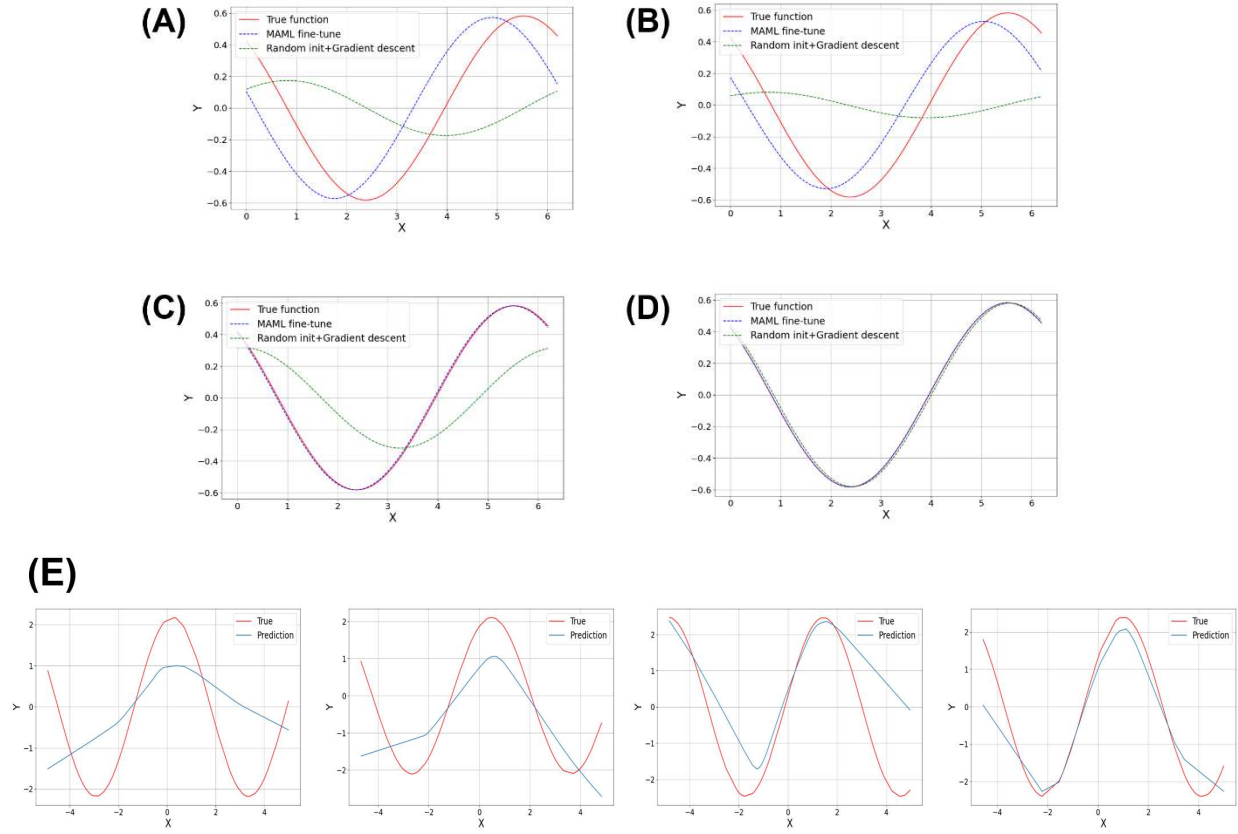 (A)
True function
MAML fine-tune
Random init+Gradient descent
0.6
0.4
0.2
0.0
−0.2
−0.4
−0.6
Y
0 1 2 3 4 5 6
X
(B)
True function
MAML fine-tune
Random init+Gradient descent
0.6
0.4
0.2
0.0
−0.2
−0.4
−0.6
Y
0 1 2 3 4 5 6
X
(C)
True function
MAML fine-tune
Random init+Gradient descent
0.6
0.4
0.2
0.0
−0.2
−0.4
−0.6
Y
0 1 2 3 4 5 6
X
(D)
True function
MAML fine-tune
Random init+Gradient descent
0.6
0.4
0.2
0.0
−0.2
−0.4
−0.6
Y
0 1 2 3 4 5 6
X
(E)
True
Prediction
2
1
0
−1
−2
Y
−4 −2 0 2 4
X
True
Prediction
2
1
0
−1
−2
Y
−4 −2 0 2 4
X
True
Prediction
2
1
0
−1
−2
Y
−4 −2 0 2 4
X
True
Prediction
2
1
0
−1
−2
Y
−4 −2 0 2 4
X